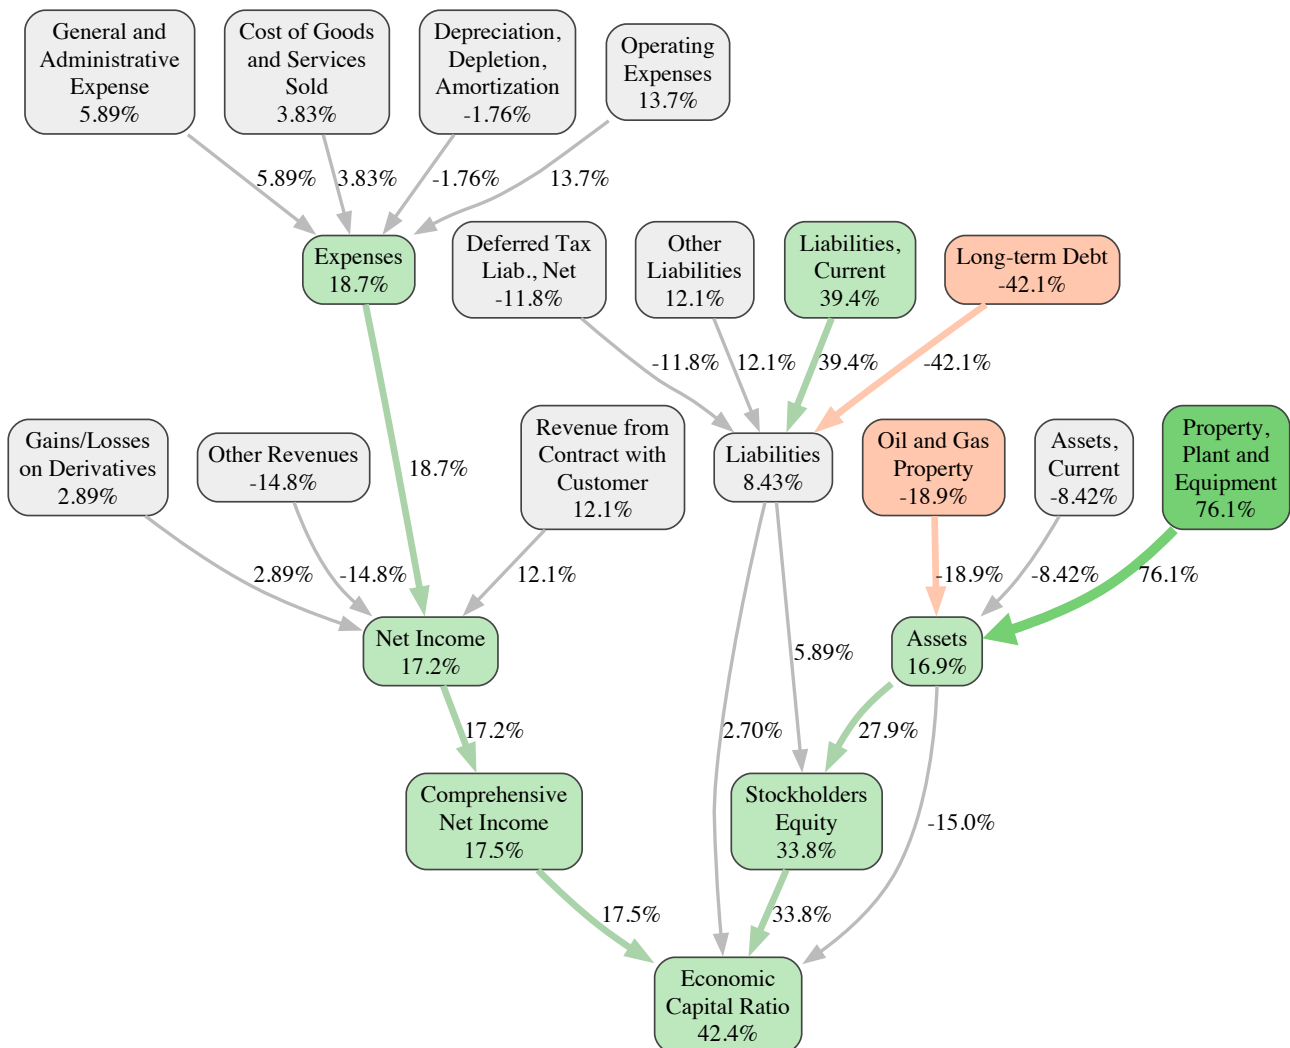 General and
Administrative
Expense
5.89%
Cost of Goods
and Services
Sold
3.83%
Depreciation,
Depletion,
Amortization
-1.76%
Operating
Expenses
13.7%
5.89%
3.83%
-1.76%
13.7%
Expenses
18.7%
Deferred Tax
Liab., Net
-11.8%
Other
Liabilities
12.1%
Liabilities,
Current
39.4%
Long-term Debt
-42.1%
-11.8%
12.1%
39.4%
-42.1%
Gains/Losses
on Derivatives
2.89%
Other Revenues
-14.8%
18.7%
Revenue from
Contract with
Customer
12.1%
Liabilities
8.43%
Oil and Gas
Property
-18.9%
Assets,
Current
-8.42%
Property,
Plant and
Equipment
76.1%
2.89%
-14.8%
12.1%
-18.9%
-8.42%
76.1%
Net Income
17.2%
5.89%
Assets
16.9%
17.2%
2.70%
27.9%
Comprehensive
Net Income
17.5%
Stockholders
Equity
33.8%
-15.0%
17.5%
33.8%
Economic
Capital Ratio
42.4%